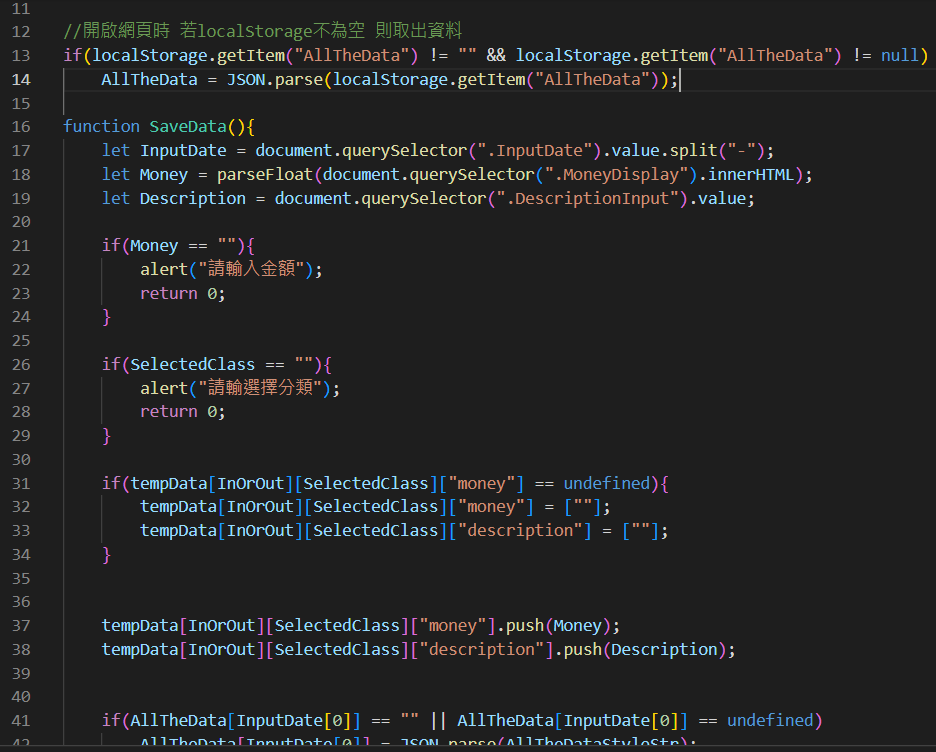 11
12 //開啟網頁時 若localStorage不為空 則取出資料
13 if(localStorage.getItem("AllTheData") != "" && localStorage.getItem("AllTheData") != null)
14 AllTheData = JSON.parse(localStorage.getItem("AllTheData"));
15
16 function SaveData(){
17 let InputDate = document.querySelector(".InputDate").value.split("-");
18 let Money = parseFloat(document.querySelector(".MoneyDisplay").innerHTML);
19 let Description = document.querySelector(".DescriptionInput").value;
20
21 if(Money == ""){
22 alert("請輸入金額");
23 return 0;
24 }
25
26 if(SelectedClass == ""){
27 alert("請輸選擇分類");
28 return 0;
29 }
30
31 if(tempData[InOrOut][SelectedClass]["money"] == undefined){
32 tempData[InOrOut][SelectedClass]["money"] = [""];
33 tempData[InOrOut][SelectedClass]["description"] = [""];
34 }
35
36
37 tempData[InOrOut][SelectedClass]["money"].push(Money);
38 tempData[InOrOut][SelectedClass]["description"].push(Description);
39
40
41 if(AllTheData[InputDate[0]] == "" || AllTheData[InputDate[0]] == undefined)
42 AllTheData[InputDate[0]] = JSON.parse(AllTheDataStyleStr);